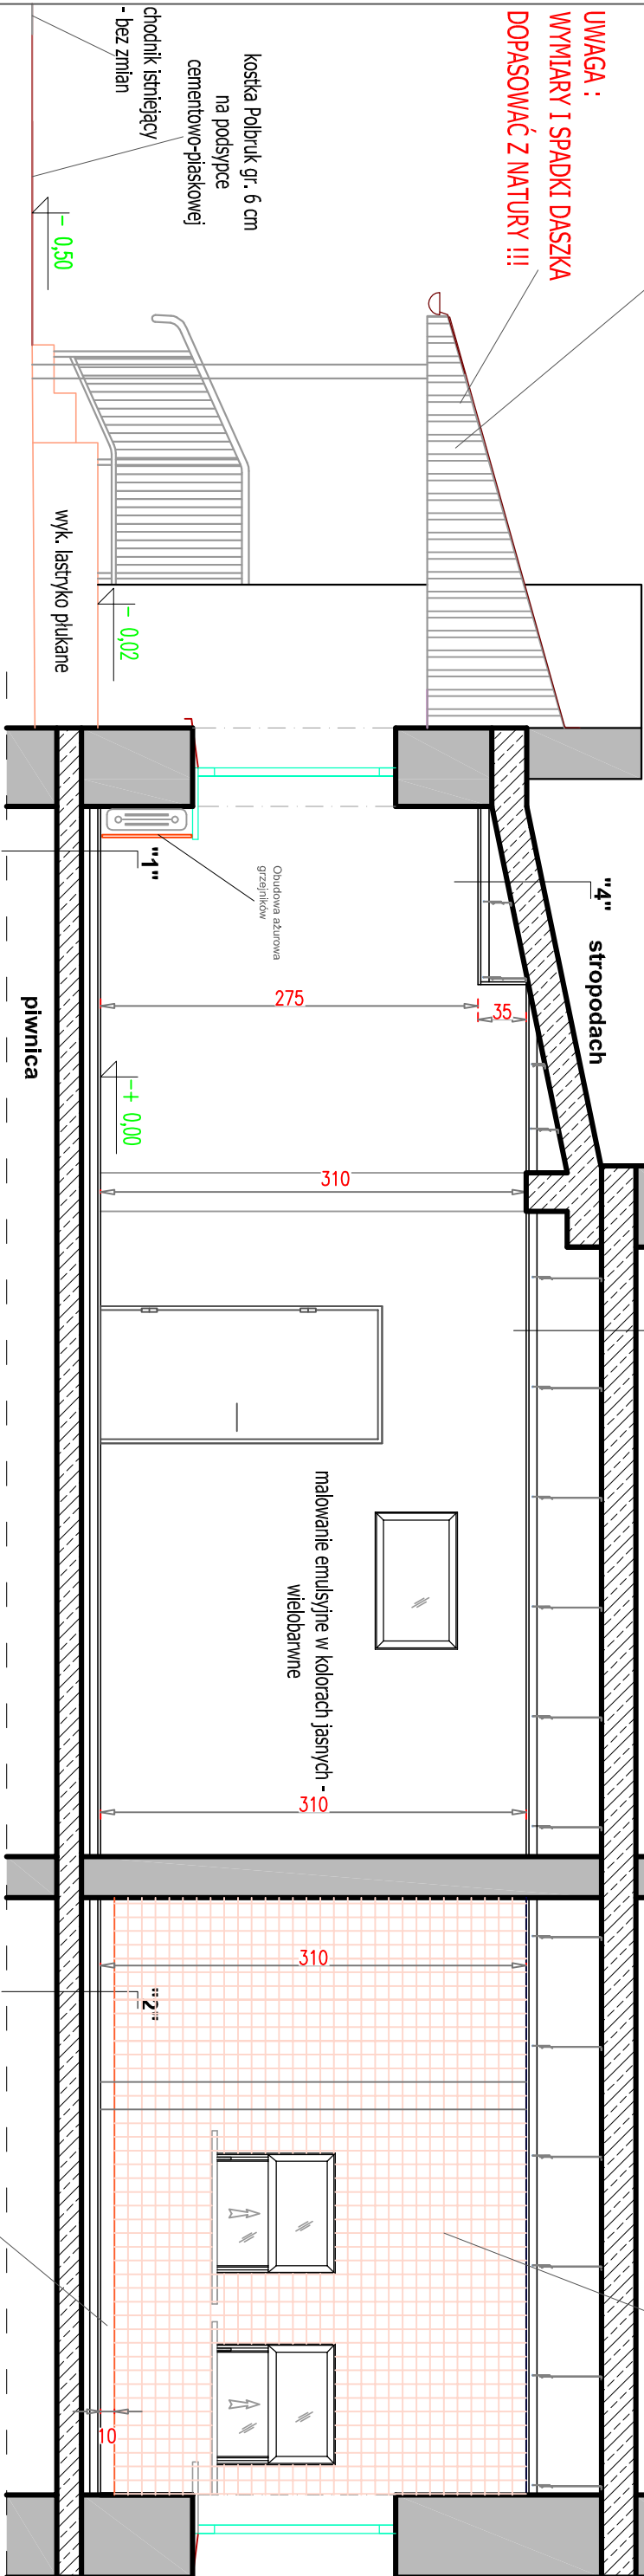 UWAGA :
WYMIARY I SPADKI DASZKA
DOPASOWAĆ Z NATURY !!!
kostka Polbruk gr. 6 cm
na podsypce
cementowo-piaskowej
chodnik istniejący
- bez zmian
- 0,50
wyk. lastryko płukane
- 0,02
"4"
stropodach
"1"
Obudowa ażurowa
grzejników
275
35
piwnica
-+ 0,00
310
malowanie emulsyjne w kolorach jasnych -
wielobarwne
310
310
"2"
10